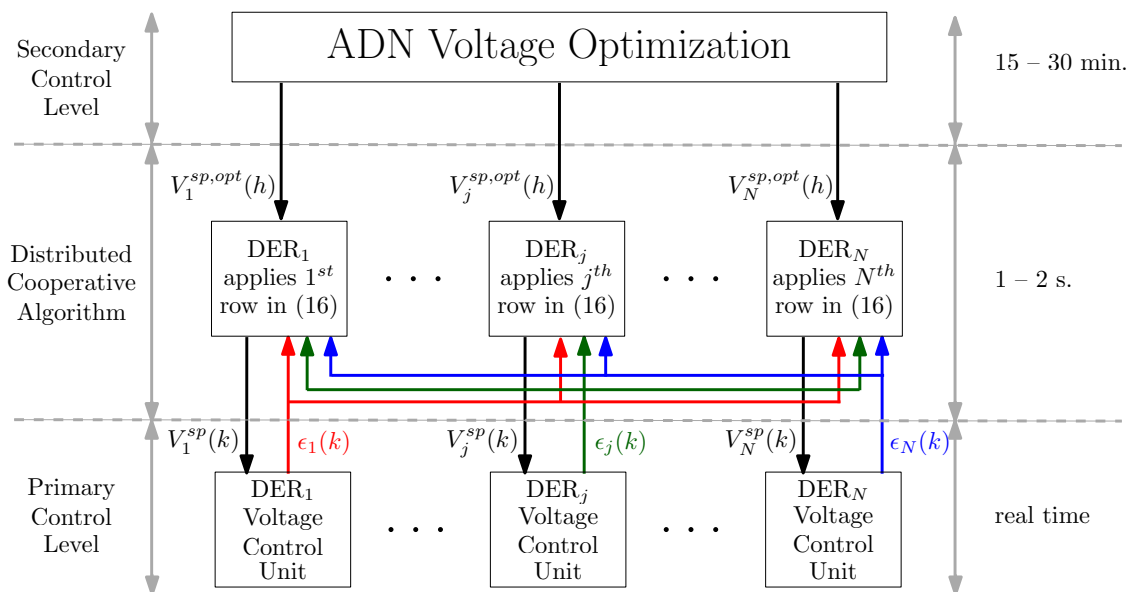 ADN Voltage Optimization
Secondary
Control
Level
15 – 30 min.
V_1^{sp,opt}(h)
V_j^{sp,opt}(h)
V_N^{sp,opt}(h)
Distributed
Cooperative
Algorithm
DER_1
applies 1^{st}
row in (16)
. . .
DER_j
applies j^{th}
row in (16)
. . .
DER_N
applies N^{th}
row in (16)
1 – 2 s.
V_1^{sp}(k)
ϵ_1(k)
V_j^{sp}(k)
ϵ_j(k)
V_N^{sp}(k)
ϵ_N(k)
Primary
Control
Level
DER_1
Voltage
Control
Unit
. . .
DER_j
Voltage
Control
Unit
. . .
DER_N
Voltage
Control
Unit
real time